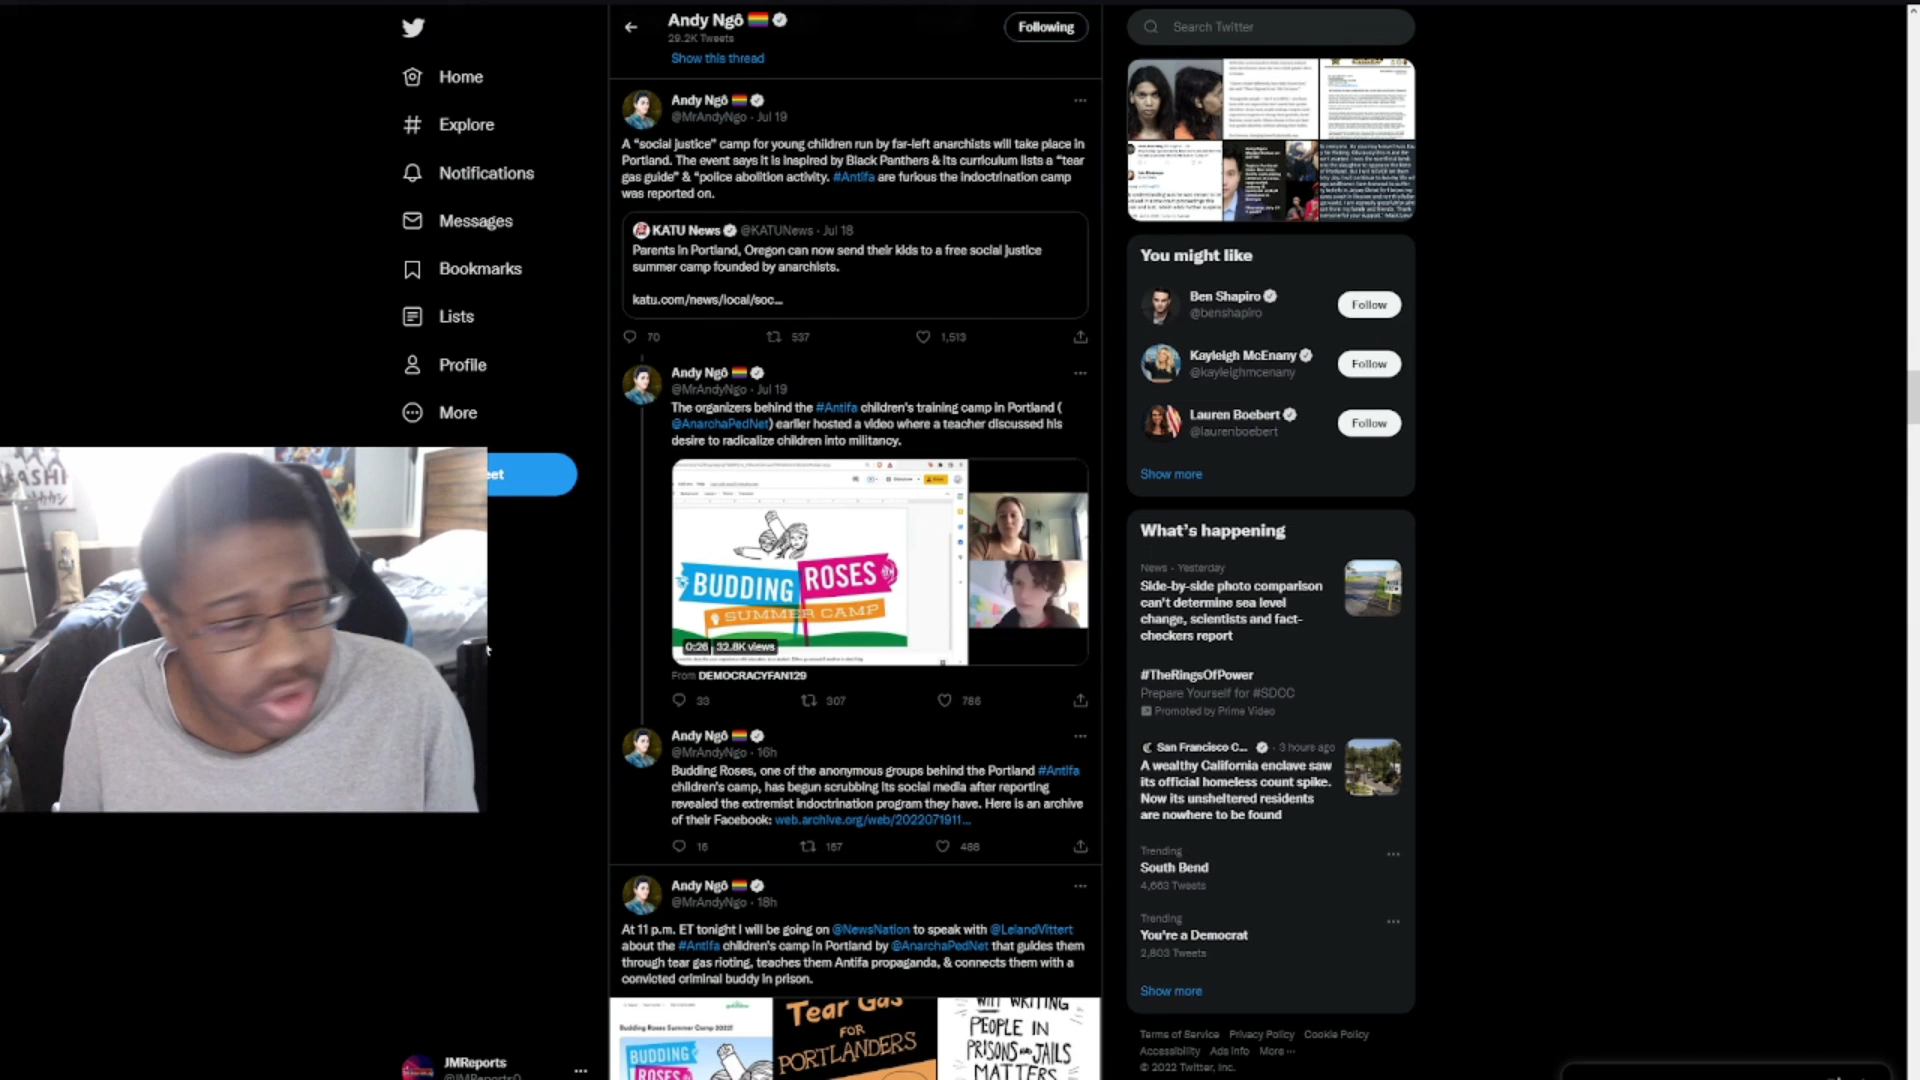 Home
Explore
Notifications
Messages
Bookmarks
Lists
Profile
More
JMReports
Andy Ngô
29.2K Tweets
Show this thread
Following
Andy Ngô
@MrAndyNgo · Jul 19
A “social justice” camp for young children run by far-left anarchists will take place in
Portland. The event says it is inspired by Black Panthers & its curriculum lists a “tear
gas guide” & “police abolition activity. #Antifa are furious the indoctrination camp
was reported on.
KATU News @KATUNews · Jul 18
Parents in Portland, Oregon can now send their kids to a free social justice
summer camp founded by anarchists.
katu.com/news/local/soc...
70 537 1,513
Andy Ngô
@MrAndyNgo · Jul 19
The organizers behind the #Antifa children's training camp in Portland (
@AnarchaPedNet) earlier hosted a video where a teacher discussed his
desire to radicalize children into militancy.
BUDDING ROSES
SUMMER CAMP
0:26 32.8K views
From DEMOCRACYFAN129
33 307 786
Andy Ngô
@MrAndyNgo · 16h
Budding Roses, one of the anonymous groups behind the Portland #Antifa
children's camp, has begun scrubbing its social media after reporting
revealed the extremist indoctrination program they have. Here is an archive
of their Facebook: web.archive.org/web/2022071911...
16 167 488
Andy Ngô
@MrAndyNgo · 18h
At 11 p.m. ET tonight I will be going on @NewsNation to speak with @LelandVittert
about the #Antifa children's camp in Portland by @AnarchaPedNet that guides them
through tear gas rioting, teaches them Antifa propaganda, & connects them with a
convicted criminal buddy in prison.
Budding Roses Summer Camp 2022!
BUDDING
ROSES
Tear Gas
FOR
PORTLANDERS
WHY WRITING
PEOPLE IN
PRISONS AND JAILS
MATTERS
Search Twitter
You might like
Ben Shapiro
@benshapiro
Follow
Kayleigh McEnany
@kayleighmcenany
Follow
Lauren Boebert
@laurenboebert
Follow
Show more
What's happening
News · Yesterday
Side-by-side photo comparison
can't determine sea level
change, scientists and fact-
checkers report
#TheRingsOfPower
Prepare Yourself for #SDCC
Promoted by Prime Video
San Francisco C... · 3 hours ago
A wealthy California enclave saw
its official homeless count spike.
Now its unsheltered residents
are nowhere to be found
Trending
South Bend
4,663 Tweets
Trending
You're a Democrat
2,803 Tweets
Show more
Terms of Service Privacy Policy Cookie Policy
Accessibility Ads info More ···
© 2022 Twitter, Inc.